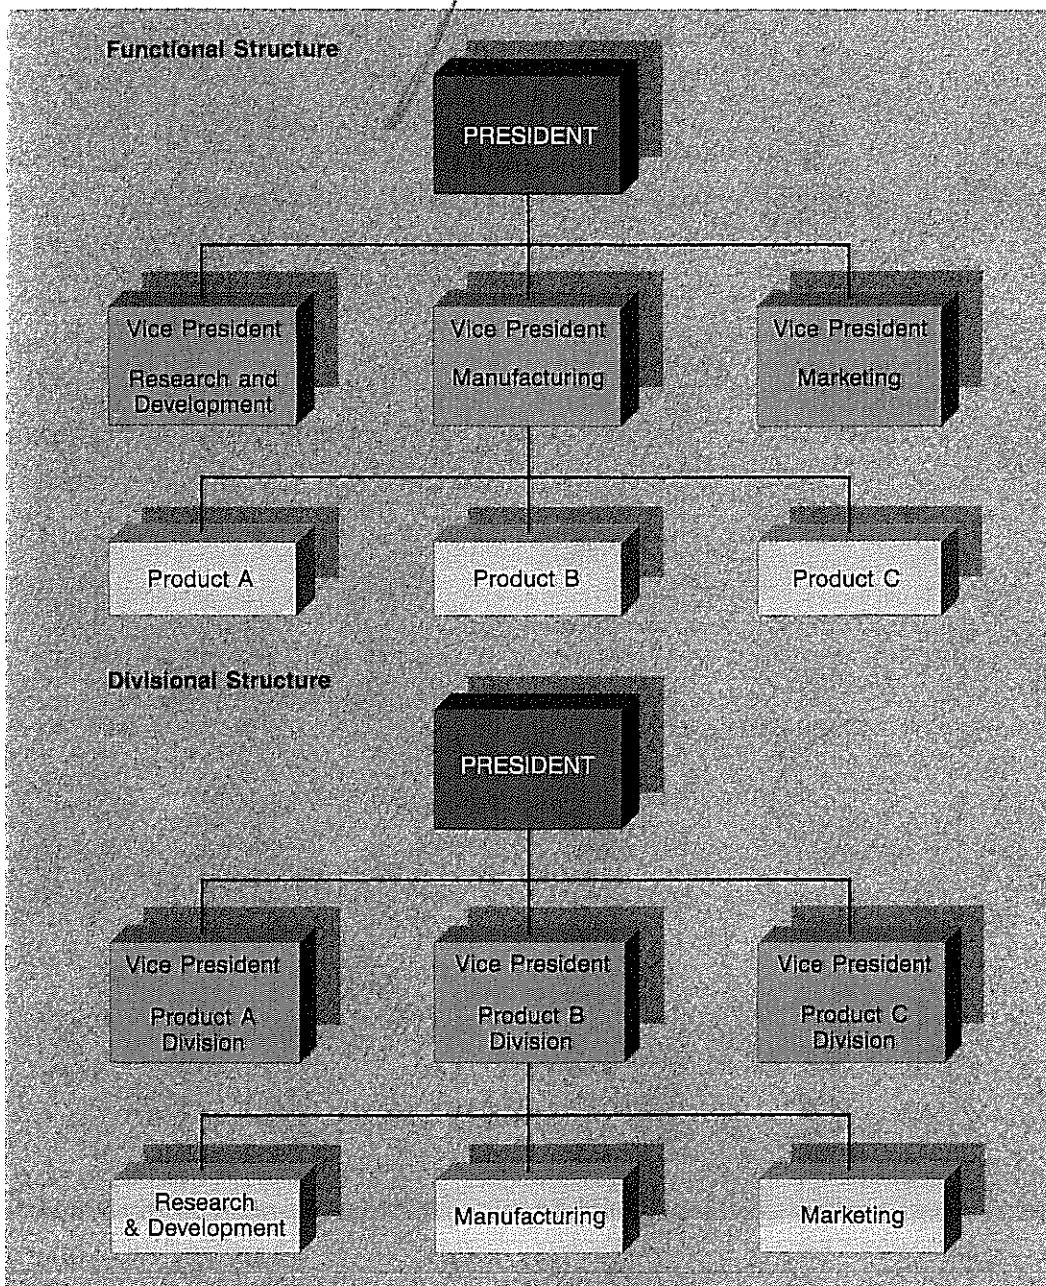 Functional Structure
PRESIDENT
Vice President
Research and
Development
Vice President
Manufacturing
Vice President
Marketing
Product A
Product B
Product C
Divisional Structure
PRESIDENT
Vice President
Product A
Division
Vice President
Product B
Division
Vice President
Product C
Division
Research
& Development
Manufacturing
Marketing